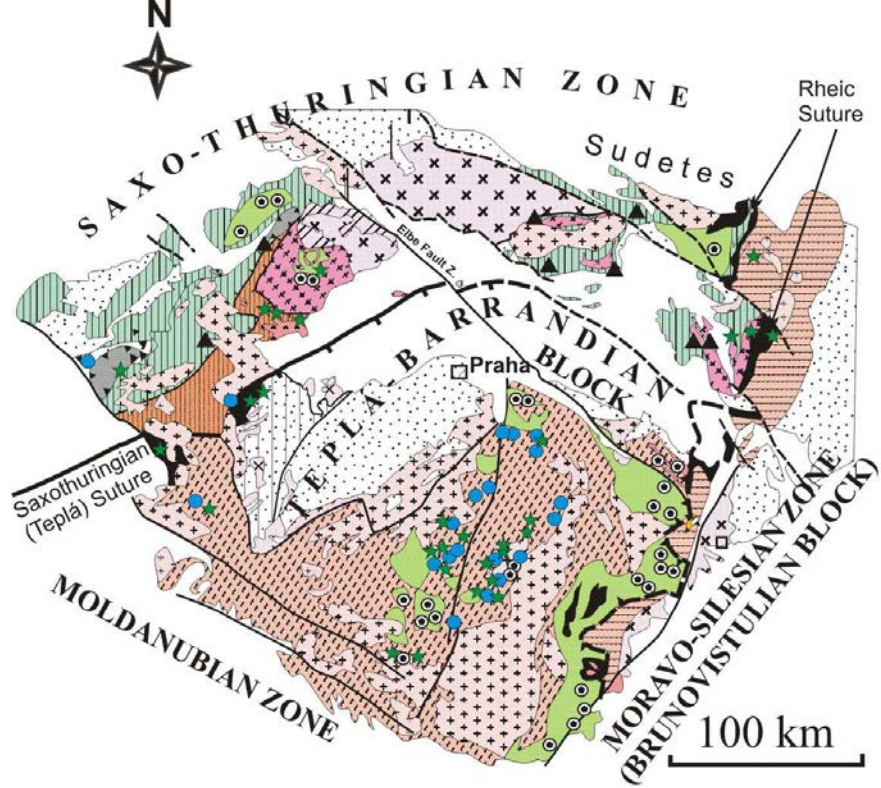 N
SAXO-THURINGIAN ZONE
Rheic
Suture
Sudetes
Elbe Fault Z.
TEPLÁ-BARRANDIAN
BLOCK
Praha
Saxothuringian
(Teplá) Suture
MOLDANUBIAN ZONE
MORAVO-SILESIAN ZONE
(BRUNOVISTULIAN BLOCK)
100 km